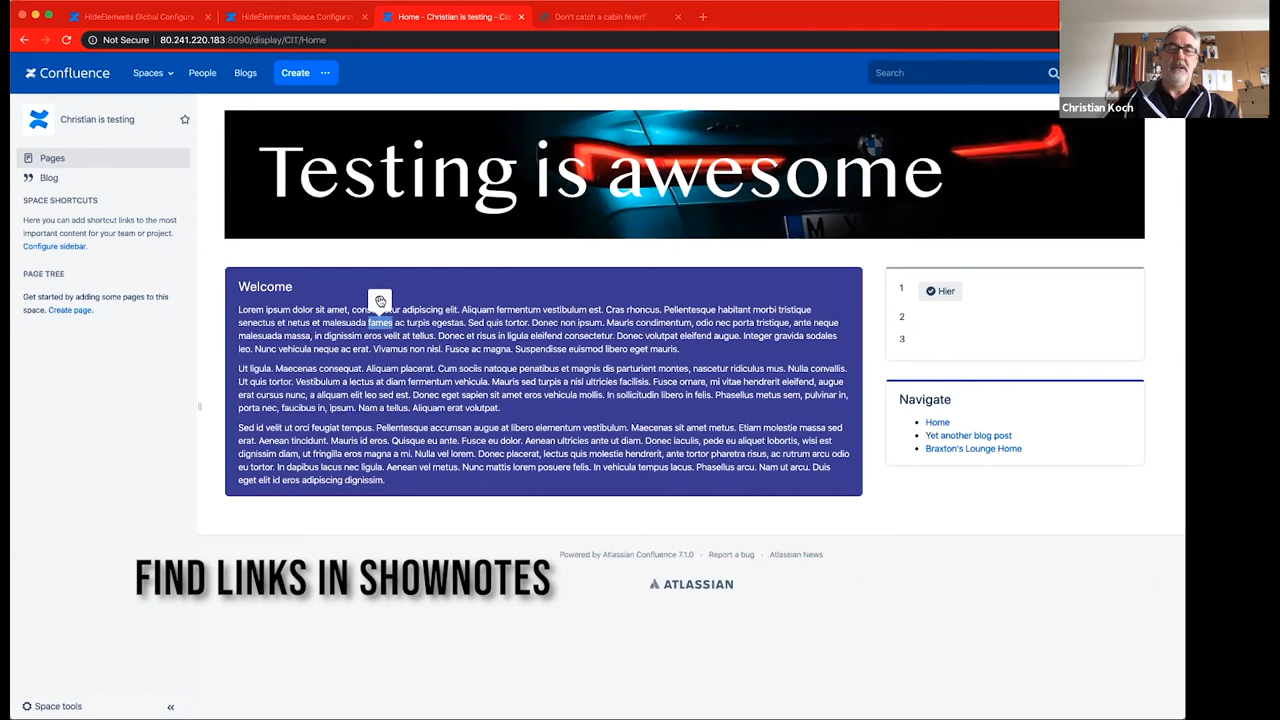 HideElements Global Configura
HideElements Space Configurati
Home - Christian is testing - Con
Don't catch a cabin fever!
Not Secure
80.241.220.183:8090/display/CIT/Home
Confluence
Spaces
People
Blogs
Create
Search
Christian Koch
Christian is testing
Pages
Blog
SPACE SHORTCUTS
Here you can add shortcut links to the most
important content for your team or project.
Configure sidebar.
PAGE TREE
Get started by adding some pages to this
space. Create page.
Testing is awesome
Welcome
Lorem ipsum dolor sit amet, cons ur adipiscing elit. Aliquam fermentum vestibulum est. Cras rhoncus. Pellentesque habitant morbi tristique
senectus et netus et malesuada fames ac turpis egestas. Sed quis tortor. Donec non ipsum. Mauris condimentum, odio nec porta tristique, ante neque
malesuada massa, in dignissim eros velit at tellus. Donec et risus in ligula eleifend consectetur. Donec volutpat eleifend augue. Integer gravida sodales
leo. Nunc vehicula neque ac erat. Vivamus non nisl. Fusce ac magna. Suspendisse euismod libero eget mauris.
Ut ligula. Maecenas consequat. Aliquam placerat. Cum sociis natoque penatibus et magnis dis parturient montes, nascetur ridiculus mus. Nulla convallis.
Ut quis tortor. Vestibulum a lectus at diam fermentum vehicula. Mauris sed turpis a nisl ultricies facilisis. Fusce ornare, mi vitae hendrerit eleifend, augue
erat cursus nunc, a aliquam elit leo sed est. Donec eget sapien sit amet eros vehicula mollis. In sollicitudin libero in felis. Phasellus metus sem, pulvinar in,
porta nec, faucibus in, ipsum. Nam a tellus. Aliquam erat volutpat.
Sed id velit ut orci feugiat tempus. Pellentesque accumsan augue at libero elementum vestibulum. Maecenas sit amet metus. Etiam molestie massa sed
erat. Aenean tincidunt. Mauris id eros. Quisque eu ante. Fusce eu dolor. Aenean ultricies ante ut diam. Donec iaculis, pede eu aliquet lobortis, wisi est
dignissim diam, ut fringilla eros magna a mi. Nulla vel lorem. Donec placerat, lectus quis molestie hendrerit, ante tortor pharetra risus, ac rutrum arcu odio
eu tortor. In dapibus lacus nec ligula. Aenean vel metus. Nunc mattis lorem posuere felis. In vehicula tempus lacus. Phasellus arcu. Nam ut arcu. Duis
eget elit id eros adipiscing dignissim.
1
Hier
2
3
Navigate
Home
Yet another blog post
Braxton's Lounge Home
Powered by Atlassian Confluence 7.1.0 · Report a bug · Atlassian News
ATLASSIAN
FIND LINKS IN SHOWNOTES
Space tools